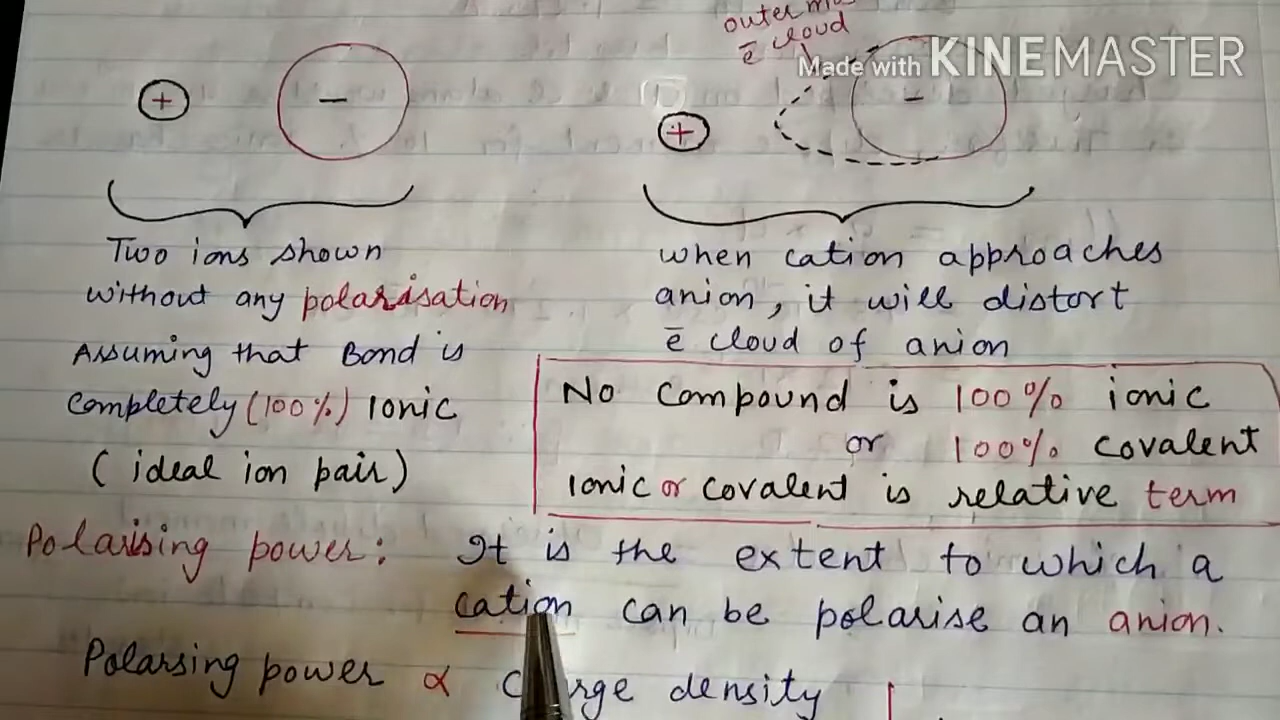 outer m
ē cloud
Made with KINEMASTER
+
−
+
−
Two ions shown
without any polarisation
Assuming that Bond is
completely (100%) Ionic
( ideal ion pair )
when cation approaches
anion, it will distort
ē cloud of anion
No compound is 100% ionic
or 100% covalent
Ionic or covalent is relative term
Polarising power: It is the extent to which a
cation can be polarise an anion.
Polarsing power ∝ density